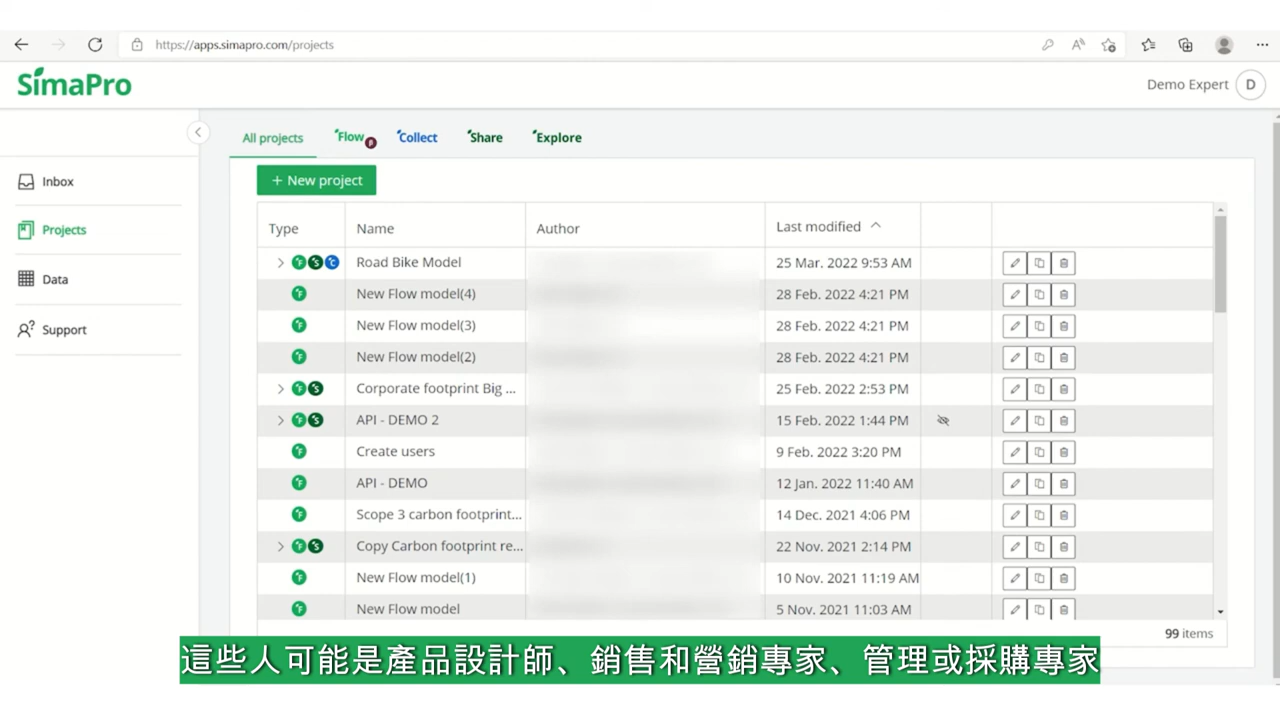 https://apps.simapro.com/projects
SimaPro
Demo Expert D
All projects Flow β Collect Share Explore
Inbox
Projects
Data
Support
+ New project
Type Name Author Last modified
F S C Road Bike Model 25 Mar. 2022 9:53 AM
F New Flow model(4) 28 Feb. 2022 4:21 PM
F New Flow model(3) 28 Feb. 2022 4:21 PM
F New Flow model(2) 28 Feb. 2022 4:21 PM
F S Corporate footprint Big ... 25 Feb. 2022 2:53 PM
F S API - DEMO 2 15 Feb. 2022 1:44 PM
F Create users 9 Feb. 2022 3:20 PM
F API - DEMO 12 Jan. 2022 11:40 AM
F Scope 3 carbon footprint... 14 Dec. 2021 4:06 PM
F S Copy Carbon footprint re... 22 Nov. 2021 2:14 PM
F New Flow model(1) 10 Nov. 2021 11:19 AM
F New Flow model 5 Nov. 2021 11:03 AM
99 items
這些人可能是產品設計師、銷售和營銷專家、管理或採購專家